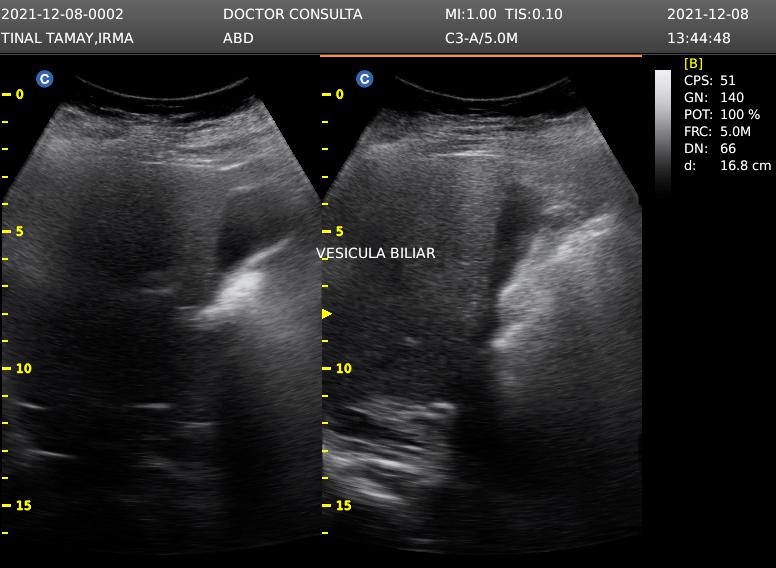 2021-12-08-0002 DOCTOR CONSULTA MI:1.00 TIS:0.10 2021-12-08
TINAL TAMAY,IRMA ABD C3-A/5.0M 13:44:48
C C
[B]
CPS: 51
GN: 140
POT: 100 %
FRC: 5.0M
DN: 66
d: 16.8 cm
0 0
5 5
VESICULA BILIAR
10 10
15 15